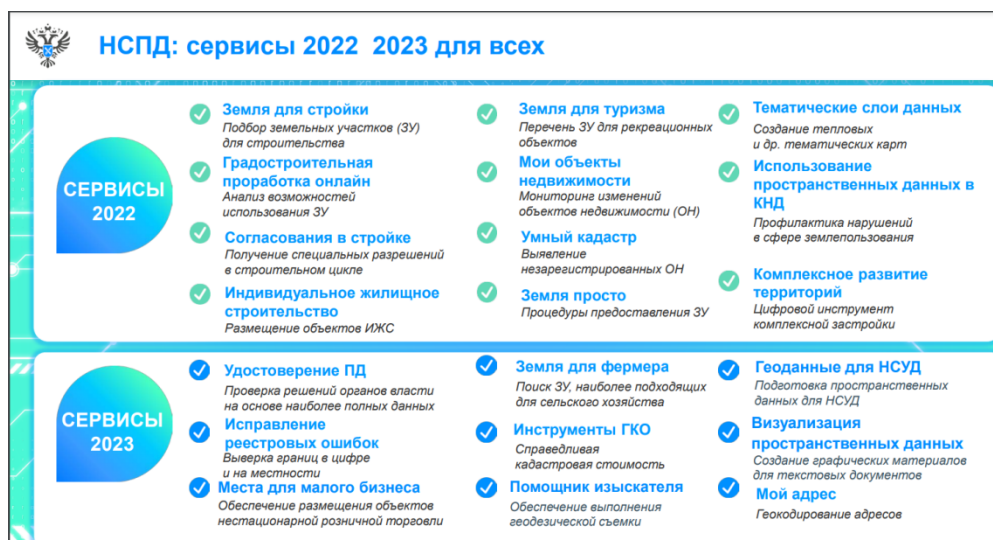 НСПД: сервисы 2022 2023 для всех
СЕРВИСЫ
2022
Земля для стройки
Подбор земельных участков (ЗУ)
для строительства
Градостроительная
проработка онлайн
Анализ возможностей
использования ЗУ
Согласования в стройке
Получение специальных разрешений
в строительном цикле
Индивидуальное жилищное
строительство
Размещение объектов ИЖС
Земля для туризма
Перечень ЗУ для рекреационных
объектов
Мои объекты
недвижимости
Мониторинг изменений
объектов недвижимости (ОН)
Умный кадастр
Выявление
незарегистрированных ОН
Земля просто
Процедуры предоставления ЗУ
Тематические слои данных
Создание тепловых
и др. тематических карт
Использование
пространственных данных в
КНД
Профилактика нарушений
в сфере землепользования
Комплексное развитие
территорий
Цифровой инструмент
комплексной застройки
СЕРВИСЫ
2023
Удостоверение ПД
Проверка решений органов власти
на основе наиболее полных данных
Исправление
реестровых ошибок
Выверка границ в цифре
и на местности
Места для малого бизнеса
Обеспечение размещения объектов
нестационарной розничной торговли
Земля для фермера
Поиск ЗУ, наиболее подходящих
для сельского хозяйства
Инструменты ГКО
Справедливая
кадастровая стоимость
Помощник изыскателя
Обеспечение выполнения
геодезической съемки
Геоданные для НСУД
Подготовка пространственных
данных для НСУД
Визуализация
пространственных данных
Создание графических материалов
для текстовых документов
Мой адрес
Геокодирование адресов